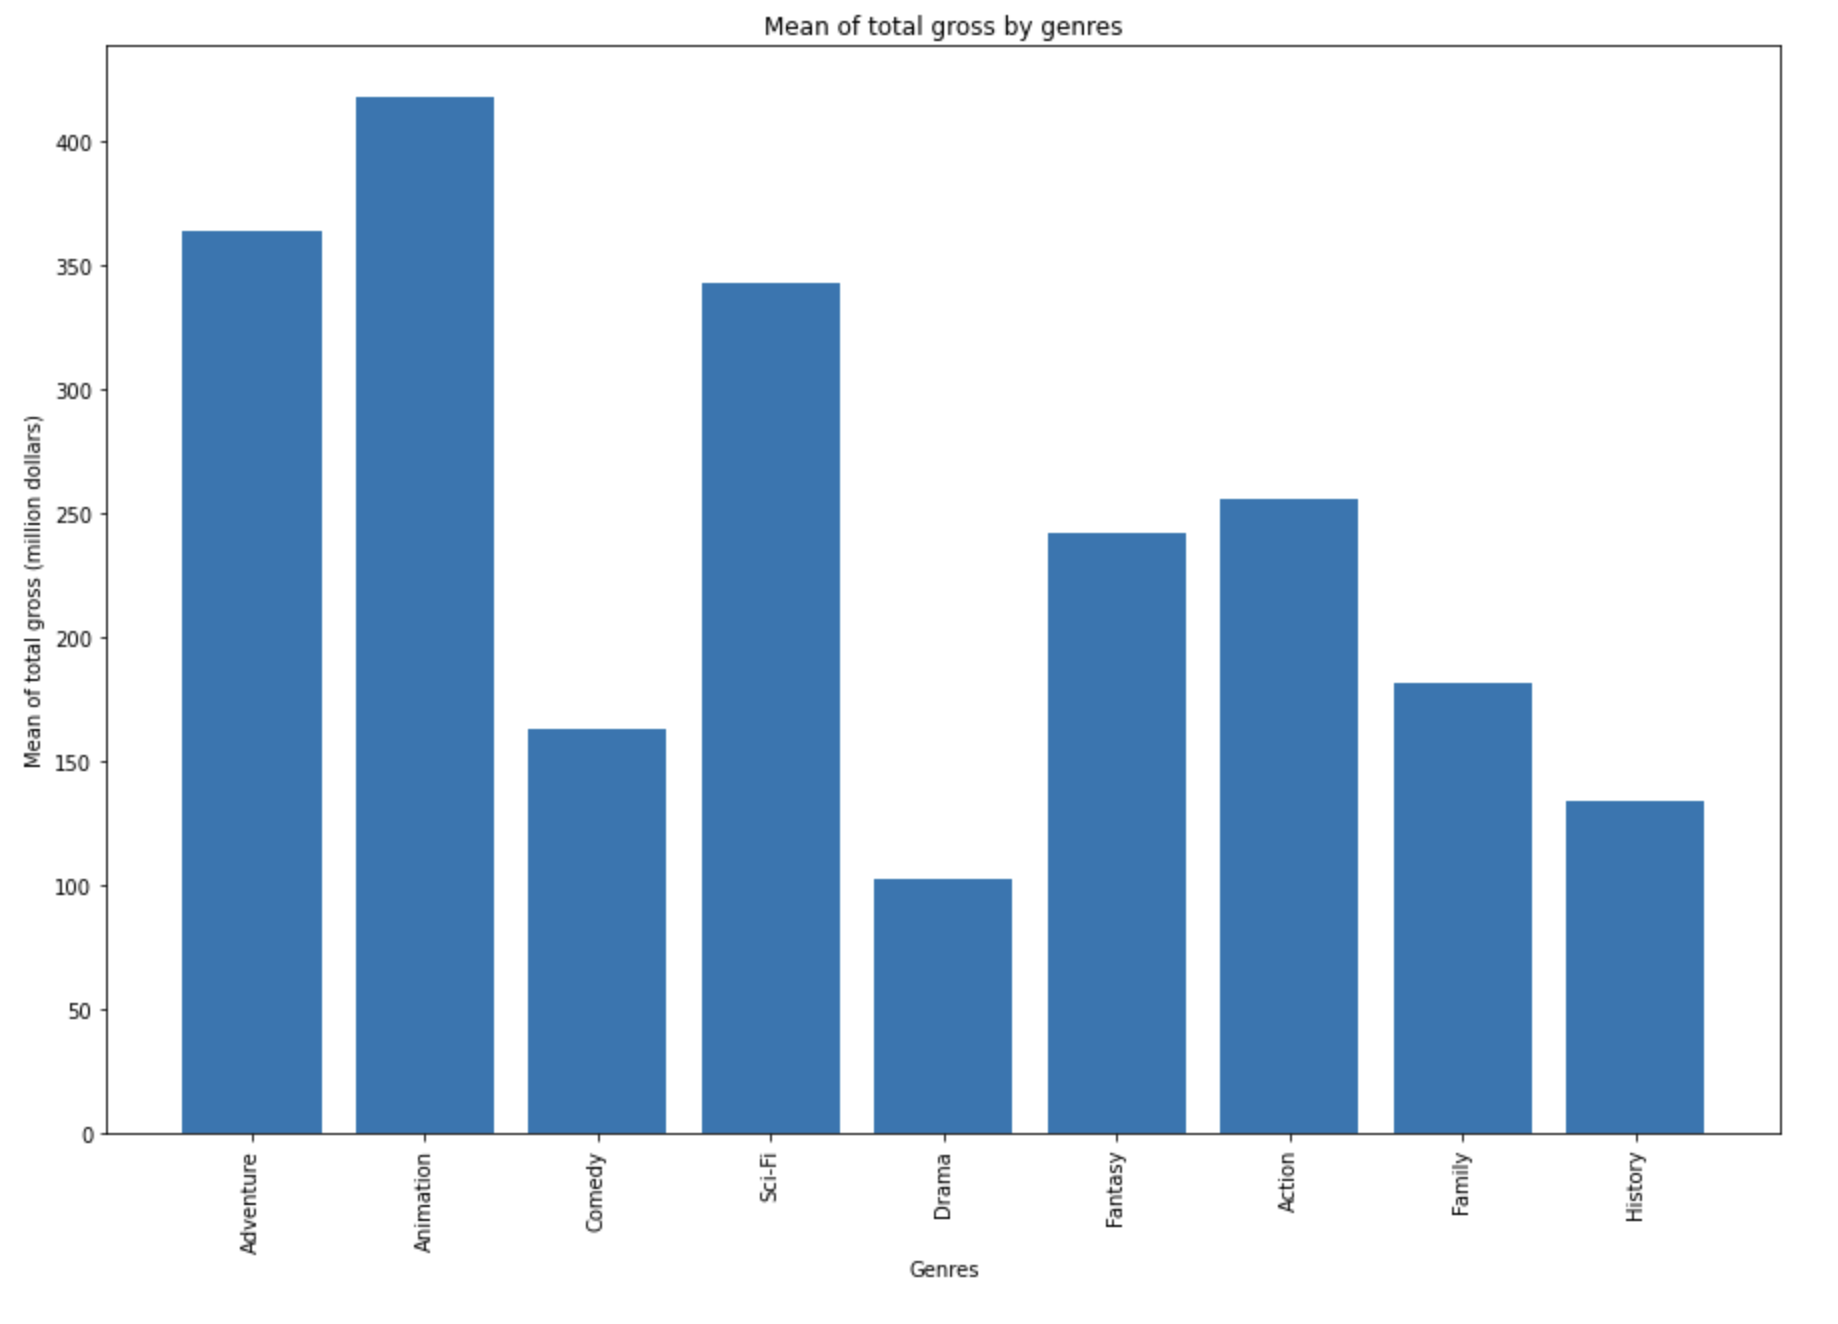 Mean of total gross by genres
Mean of total gross (million dollars)
400
350
300
250
200
150
100
50
0
Adventure
Animation
Comedy
Sci-Fi
Drama
Fantasy
Action
Family
History
Genres